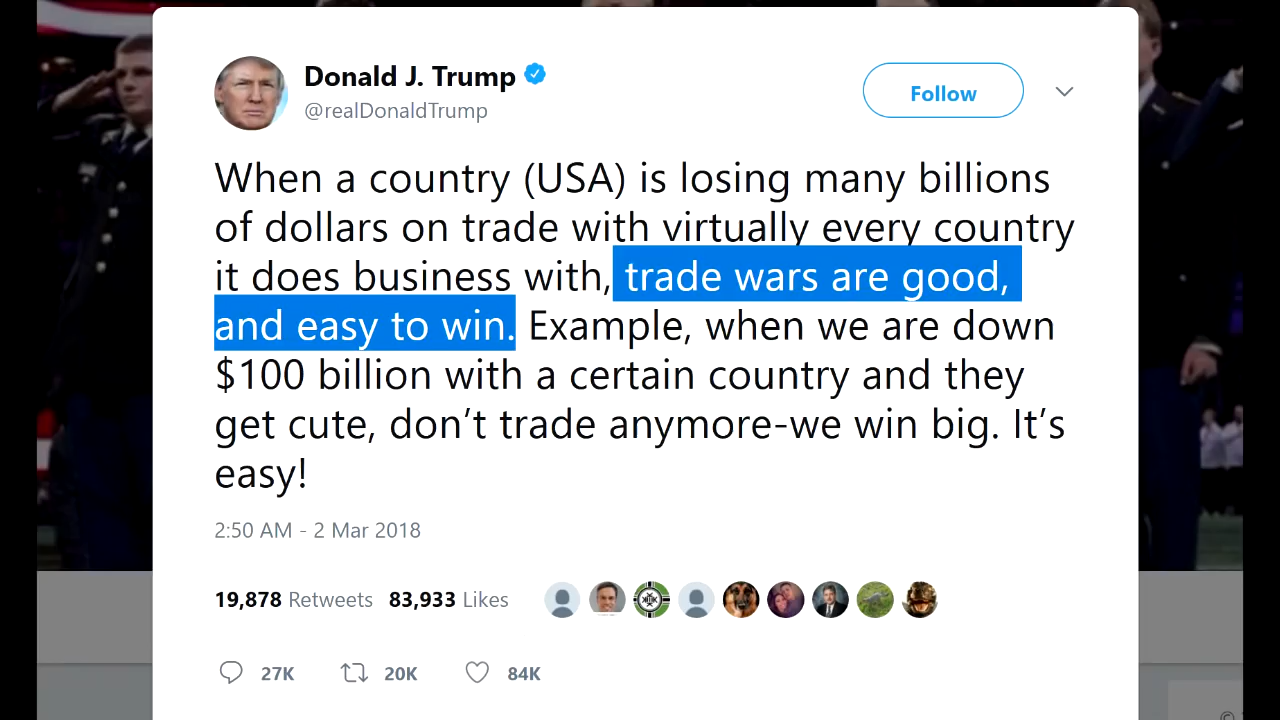 Donald J. Trump
@realDonaldTrump
Follow
When a country (USA) is losing many billions
of dollars on trade with virtually every country
it does business with, trade wars are good,
and easy to win. Example, when we are down
$100 billion with a certain country and they
get cute, don’t trade anymore-we win big. It’s
easy!
2:50 AM - 2 Mar 2018
19,878 Retweets 83,933 Likes
27K 20K 84K
©